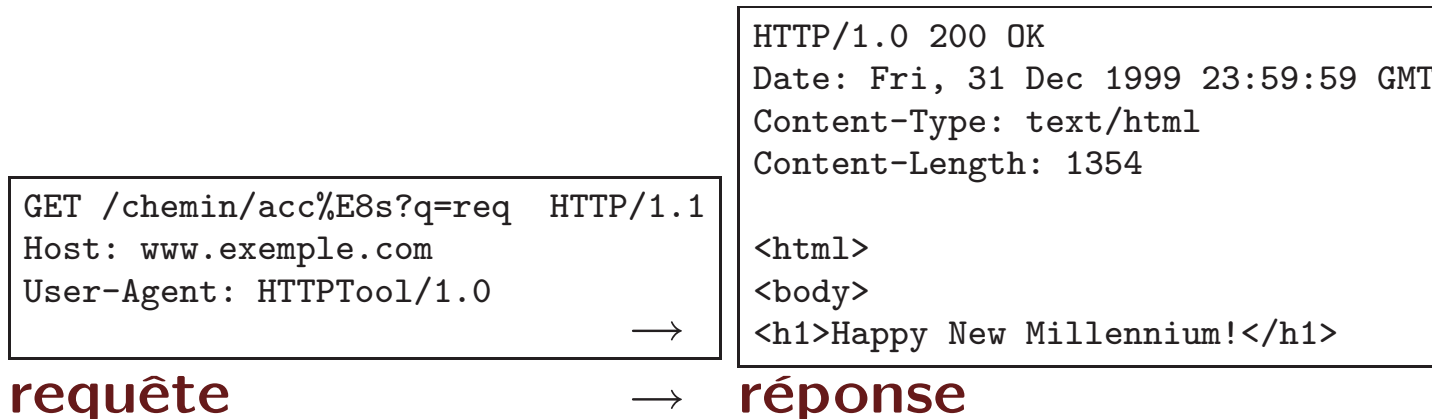 GET /chemin/acc%E8s?q=req  HTTP/1.1
Host: www.exemple.com
User-Agent: HTTPTool/1.0
→
HTTP/1.0 200 OK
Date: Fri, 31 Dec 1999 23:59:59 GMT
Content-Type: text/html
Content-Length: 1354

<html>
<body>
<h1>Happy New Millennium!</h1>
requête → réponse